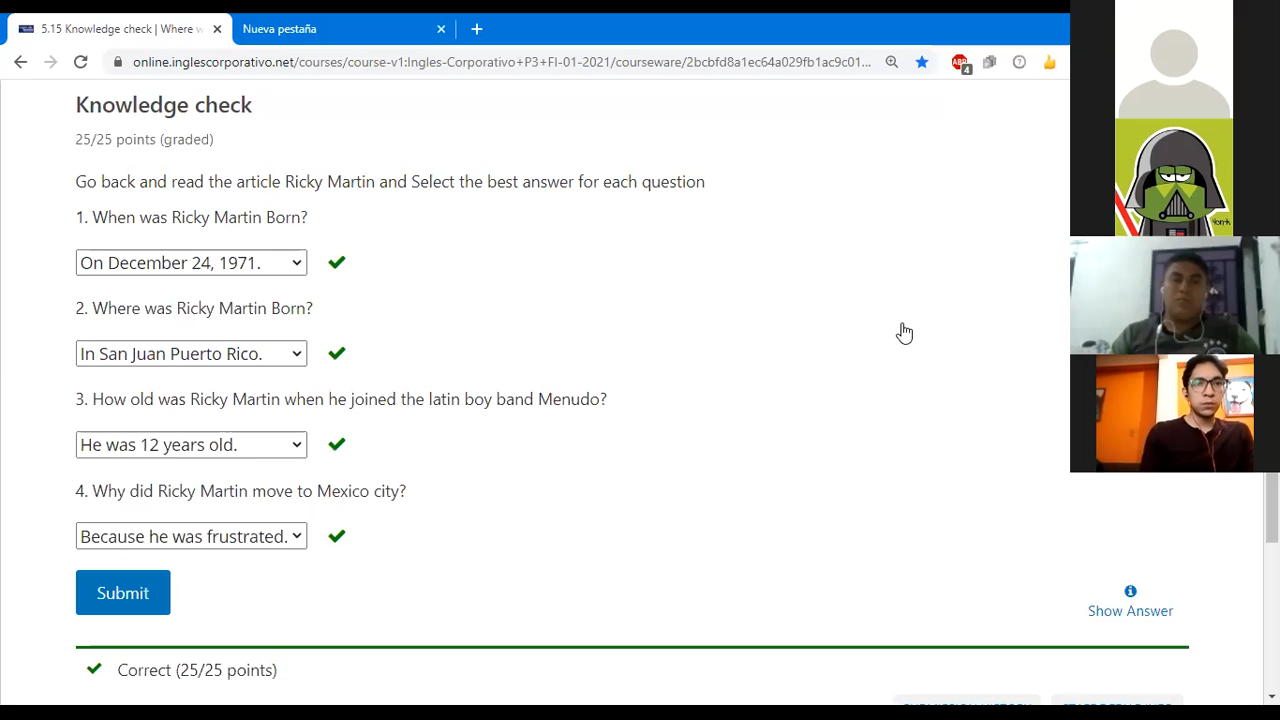 5.15 Knowledge check | Where w
Nueva pestaña
online.inglescorporativo.net/courses/course-v1:Ingles-Corporativo+P3+FI-01-2021/courseware/2bcbfd8a1ec64a029fb1ac9c01...
ABP
4
Knowledge check
25/25 points (graded)
Go back and read the article Ricky Martin and Select the best answer for each question
1. When was Ricky Martin Born?
On December 24, 1971.
2. Where was Ricky Martin Born?
In San Juan Puerto Rico.
3. How old was Ricky Martin when he joined the latin boy band Menudo?
He was 12 years old.
4. Why did Ricky Martin move to Mexico city?
Because he was frustrated.
Submit
Show Answer
Correct (25/25 points)